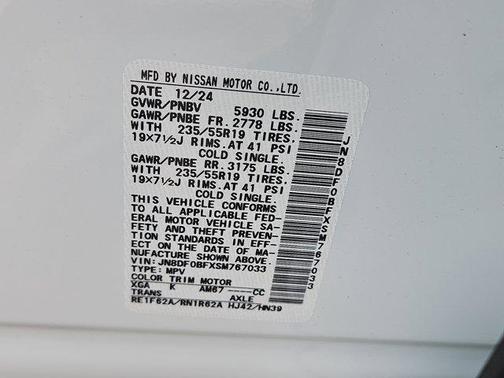 MFD BY NISSAN MOTOR CO.,LTD.
DATE 12/24
GVWR/PNBV 5930 LBS.
GAWR/PNBE FR. 2778 LBS.
WITH 235/55R19 TIRES.
19X7½J RIMS.AT 41 PSI
COLD SINGLE.
GAWR/PNBE RR. 3175 LBS.
WITH 235/55R19 TIRES.
19X7½J RIMS.AT 41 PSI
COLD SINGLE.
THIS VEHICLE CONFORMS
TO ALL APPLICABLE FED-
ERAL MOTOR VEHICLE SA-
FETY AND THEFT PREVEN-
TION STANDARDS IN EFF-
ECT ON THE DATE OF MA-
NUFACTURE SHOWN ABOVE.
VIN: JN8DF0BFXSM767033
TYPE: MPV
COLOR TRIM MOTOR
XGA K AM67 -----CC
TRANS AXLE
RE1F62A/RN1R62A HJ42/HN39
JN8DF0BFXSM767033